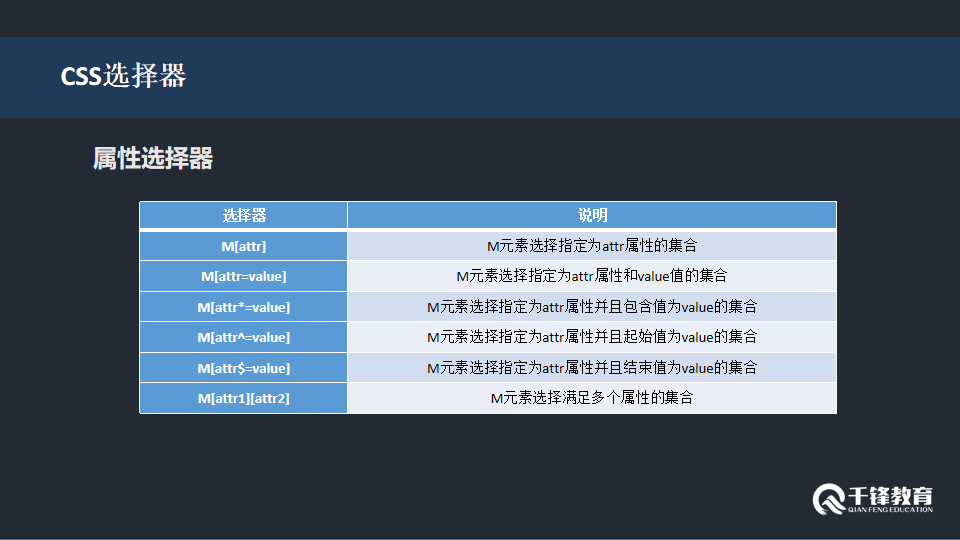 CSS选择器
属性选择器
选择器 说明
M[attr] M元素选择指定为attr属性的集合
M[attr=value] M元素选择指定为attr属性和value值的集合
M[attr*=value] M元素选择指定为attr属性并且包含值为value的集合
M[attr^=value] M元素选择指定为attr属性并且起始值为value的集合
M[attr$=value] M元素选择指定为attr属性并且结束值为value的集合
M[attr1][attr2] M元素选择满足多个属性的集合
千锋教育
QIAN FENG EDUCATION